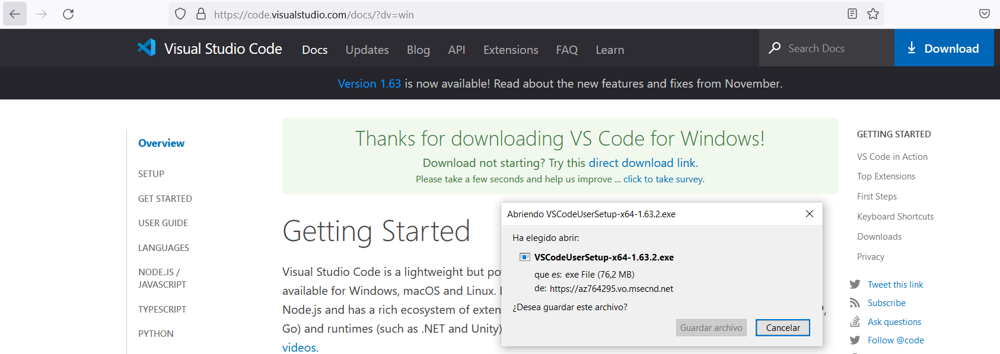 https://code.visualstudio.com/docs/?dv=win
Visual Studio Code Docs Updates Blog API Extensions FAQ Learn Search Docs Download
Version 1.63 is now available! Read about the new features and fixes from November.
Overview
SETUP
GET STARTED
USER GUIDE
LANGUAGES
NODE.JS /
JAVASCRIPT
TYPESCRIPT
PYTHON
Thanks for downloading VS Code for Windows!
Download not starting? Try this direct download link.
Please take a few seconds and help us improve ... click to take survey.
Getting Started
Visual Studio Code is a lightweight but
available for Windows, macOS and Linux.
Node.js and has a rich ecosystem of
Go) and runtimes (such as .NET and Unity)
videos.
Abriendo VSCodeUserSetup-x64-1.63.2.exe
Ha elegido abrir:
VSCodeUserSetup-x64-1.63.2.exe
que es: exe File (76,2 MB)
de: https://az764295.vo.msecnd.net
¿Desea guardar este archivo?
Guardar archivo Cancelar
GETTING STARTED
VS Code in Action
Top Extensions
First Steps
Keyboard Shortcuts
Downloads
Privacy
Tweet this link
Subscribe
Ask questions
Follow @code